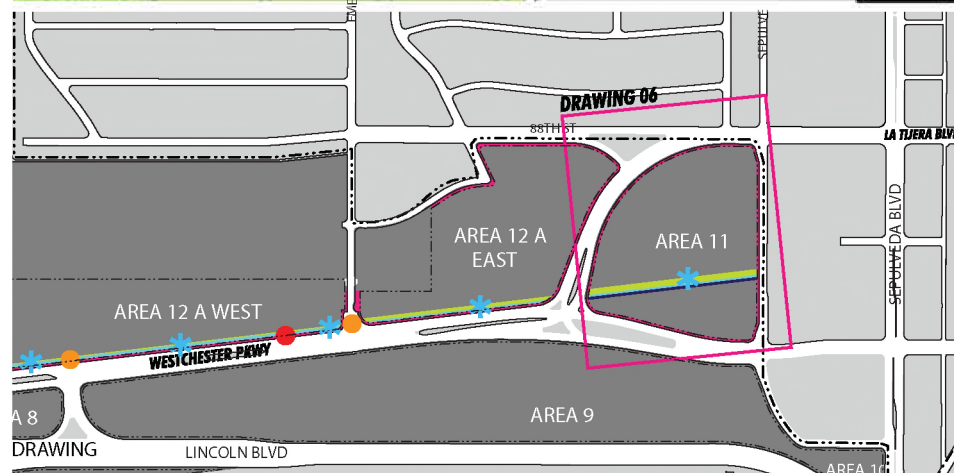 DRAWING 06
88TH ST
LA TIJERA BLV
AREA 12 A
EAST
AREA 11
SEPULVEDA BLVD
AREA 12 A WEST
WESTCHESTER PKWY
A 8
AREA 9
DRAWING
LINCOLN BLVD
AREA 10